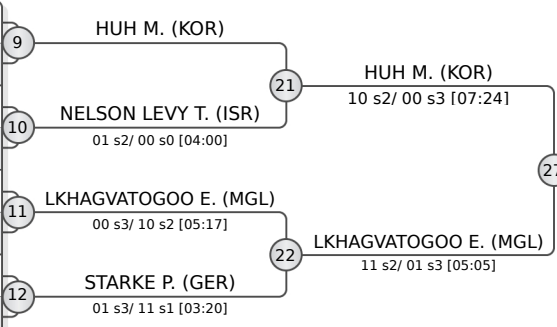 HUH M. (KOR)
9
HUH M. (KOR)
21
10 s2/ 00 s3 [07:24]
NELSON LEVY T. (ISR)
10
01 s2/ 00 s0 [04:00]
27
LKHAGVATOGOO E. (MGL)
11
00 s3/ 10 s2 [05:17]
LKHAGVATOGOO E. (MGL)
22
11 s2/ 01 s3 [05:05]
STARKE P. (GER)
12
01 s3/ 11 s1 [03:20]